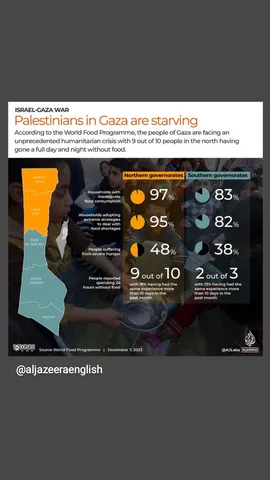 ISRAEL-GAZA WAR
Palestinians in Gaza are starving
According to the World Food Programme, the people of Gaza are facing an
unprecedented humanitarian crisis with 9 out of 10 people in the north having
gone a full day and night without food.
Northern governorates
Southern governorates
Households with
inadequate
food consumption
97%
83%
Households adopting
extreme strategies
to deal with
food shortages
95%
82%
People suffering
from severe hunger
48%
38%
People reported
spending 24
hours without food
9 out of 10
with 18% having had the
same experience more
than 10 days in the
past month
2 out of 3
with 13% having had the
same experience more
than 10 days in the
past month
Source: World Food Programme | December 7, 2023
@AJLabs
ALJAZEERA
@aljazeeraenglish